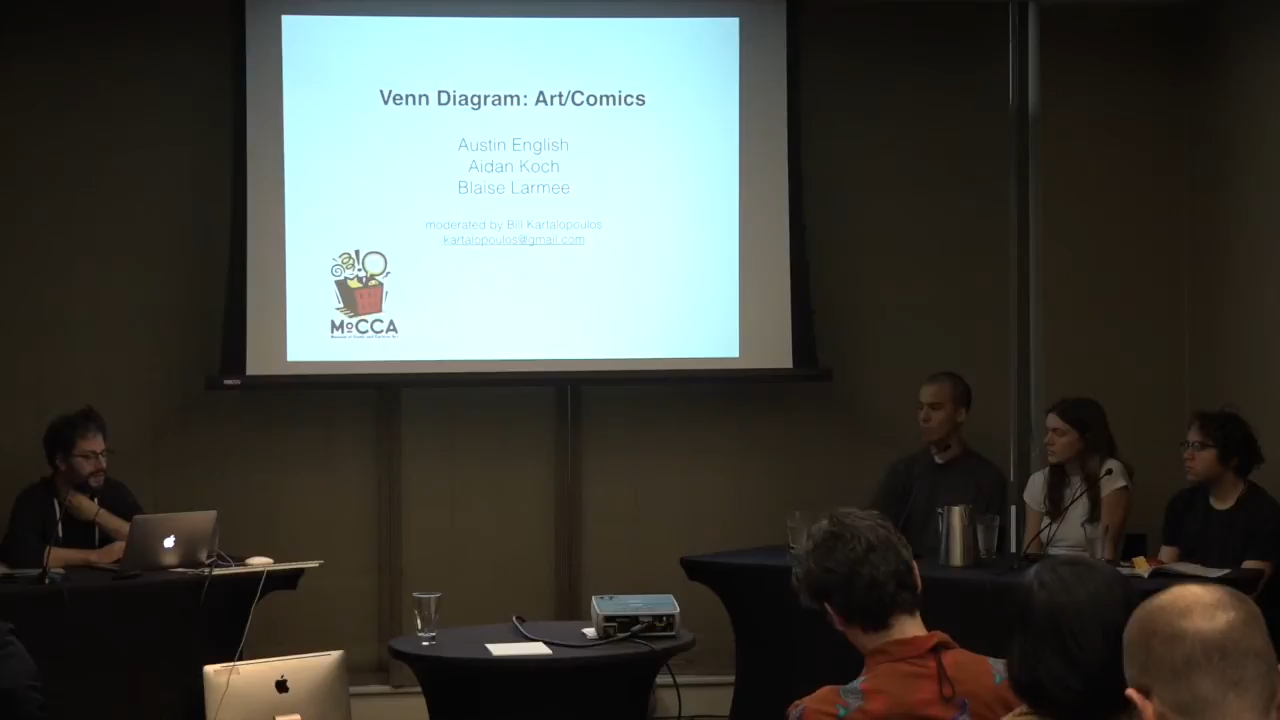 Venn Diagram: Art/Comics
Austin English
Aidan Koch
Blaise Larmee
moderated by Bill Kartalopoulos
kartalopoulos@gmail.com
MoCCA